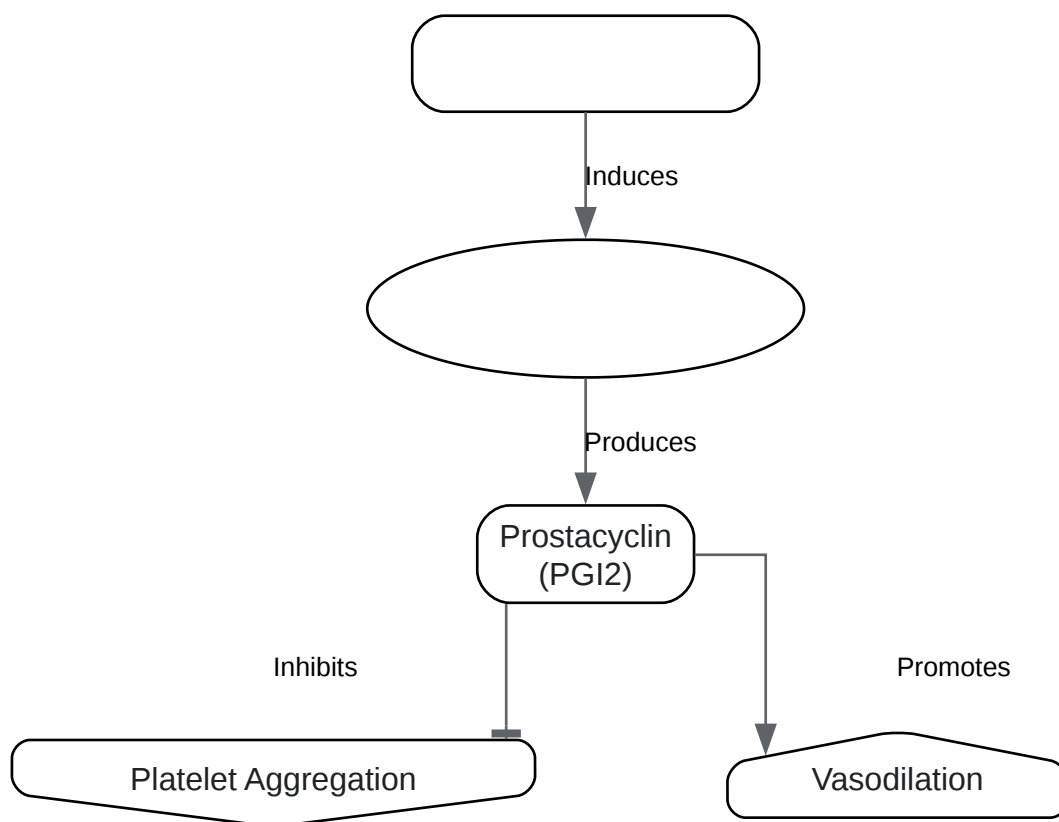 Induces
Produces
Prostacyclin
(PGI2)
Inhibits
Promotes
Platelet Aggregation
Vasodilation